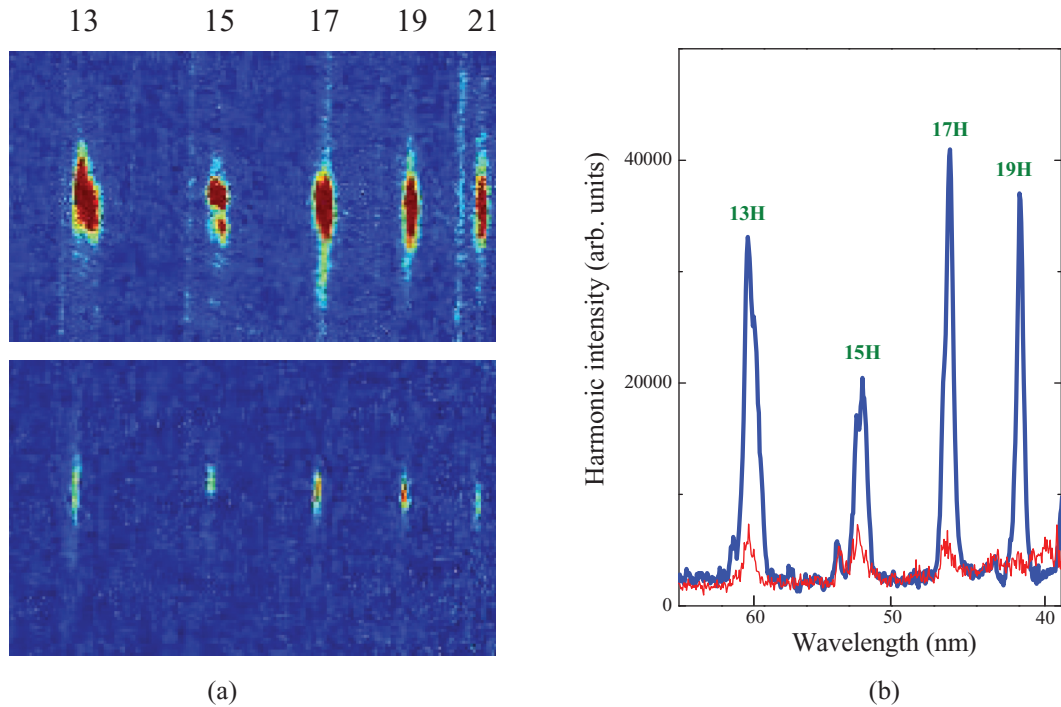 13 15 17 19 21
(a)
Harmonic intensity (arb. units)
40000
20000
0
13H
15H
17H
19H
60 50 40
Wavelength (nm)
(b)